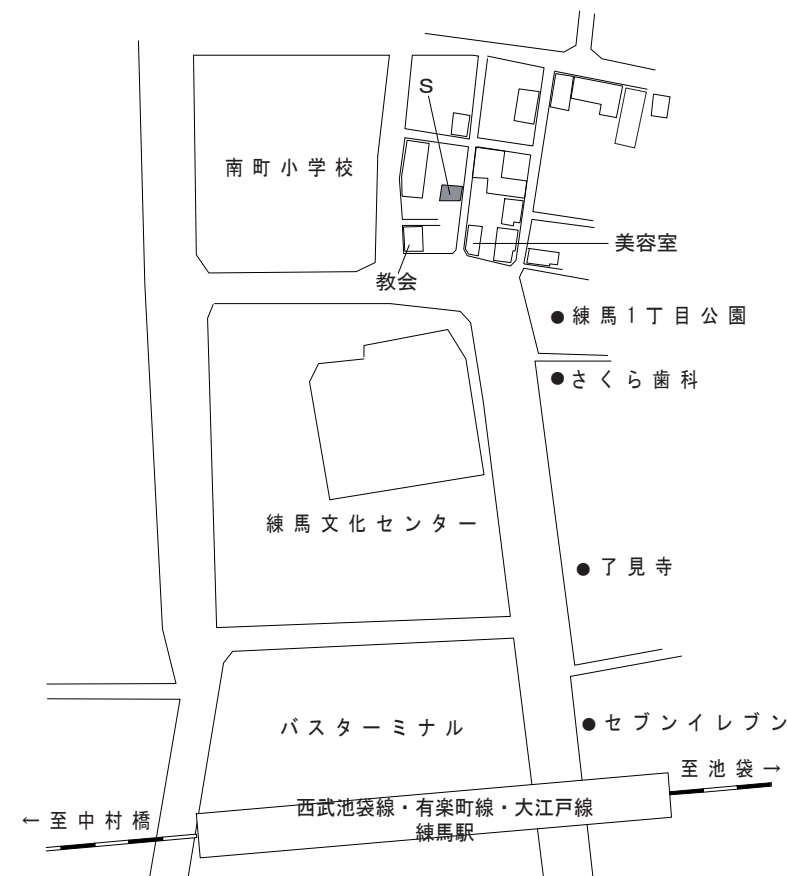 S
南町小学校
美容室
教会
練馬1丁目公園
さくら歯科
練馬文化センター
了見寺
セブンイレブン
バスターミナル
至池袋→
西武池袋線・有楽町線・大江戸線
練馬駅
←至中村橋